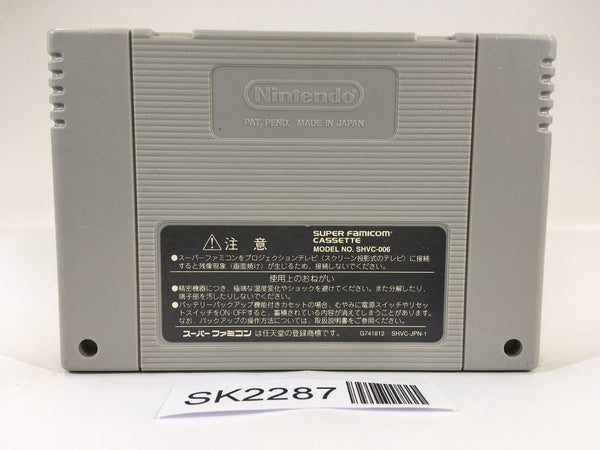 Nintendo
PAT. PEND. MADE IN JAPAN
⚠注意
SUPER FAMICOM
CASSETTE
MODEL NO. SHVC-006
●スーパーファミコンをプロジェクションテレビ(スクリーン投影式のテレビ)に接続
すると残像現象(画面焼け)が生じるため、接続しないでください。
使用上のおねがい
●精密機器につき、極端な温度変化やショックを避けてください。また分解したり、
端子部を汚したりしないでください。
●バッテリーバックアップ機能付きカセットの場合、むやみに電源スイッチやリセッ
トスイッチをON OFFすると、蓄積されている内容が消えてしまうことがあります。
なお、バックアップの操作方法については、取扱説明書をご参照ください。
スーパーファミコン は任天堂の登録商標です。
G741812 SHVC-JPN-1
SK2287